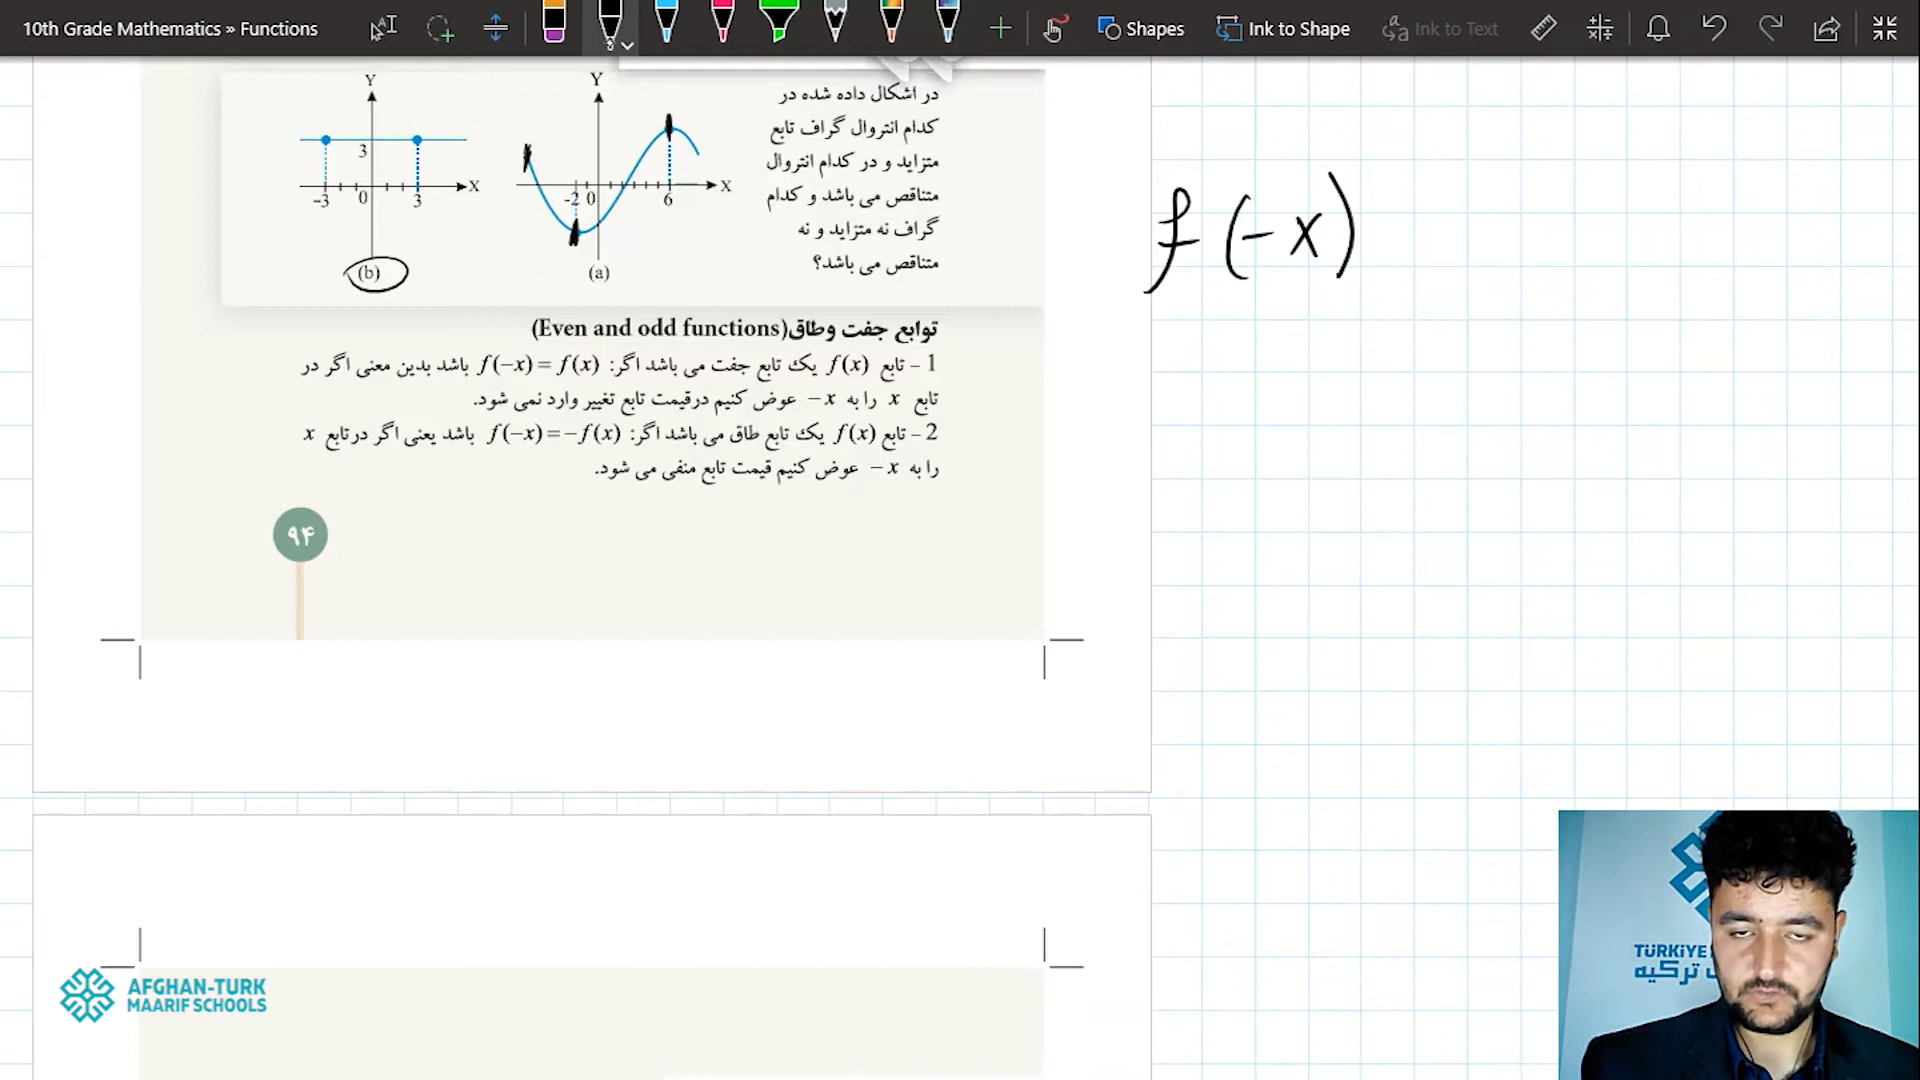 10th Grade Mathematics » Functions
Shapes
Ink to Shape
Ink to Text
در اشکال داده شده در
کدام انتروال گراف تابع
متزاید و در کدام انتروال
متناقص می باشد و کدام
گراف نه متزاید و نه
متناقص می باشد؟
Y
3
-3 0 3 X
(b)
Y
-2 0 6 X
(a)
توابع جفت وطاق(Even and odd functions)
1 – تابع f(x) یک تابع جفت می باشد اگر: f(−x) = f(x) باشد بدین معنی اگر در
تابع x را به −x عوض کنیم درقیمت تابع تغییر وارد نمی شود.
2 – تابع f(x) یک تابع طاق می باشد اگر: f(−x) = −f(x) باشد یعنی اگر درتابع x
را به −x عوض کنیم قیمت تابع منفی می شود.
۹۴
f(-x)
AFGHAN-TURK
MAARIF SCHOOLS
TÜRKİYE
ترکیه